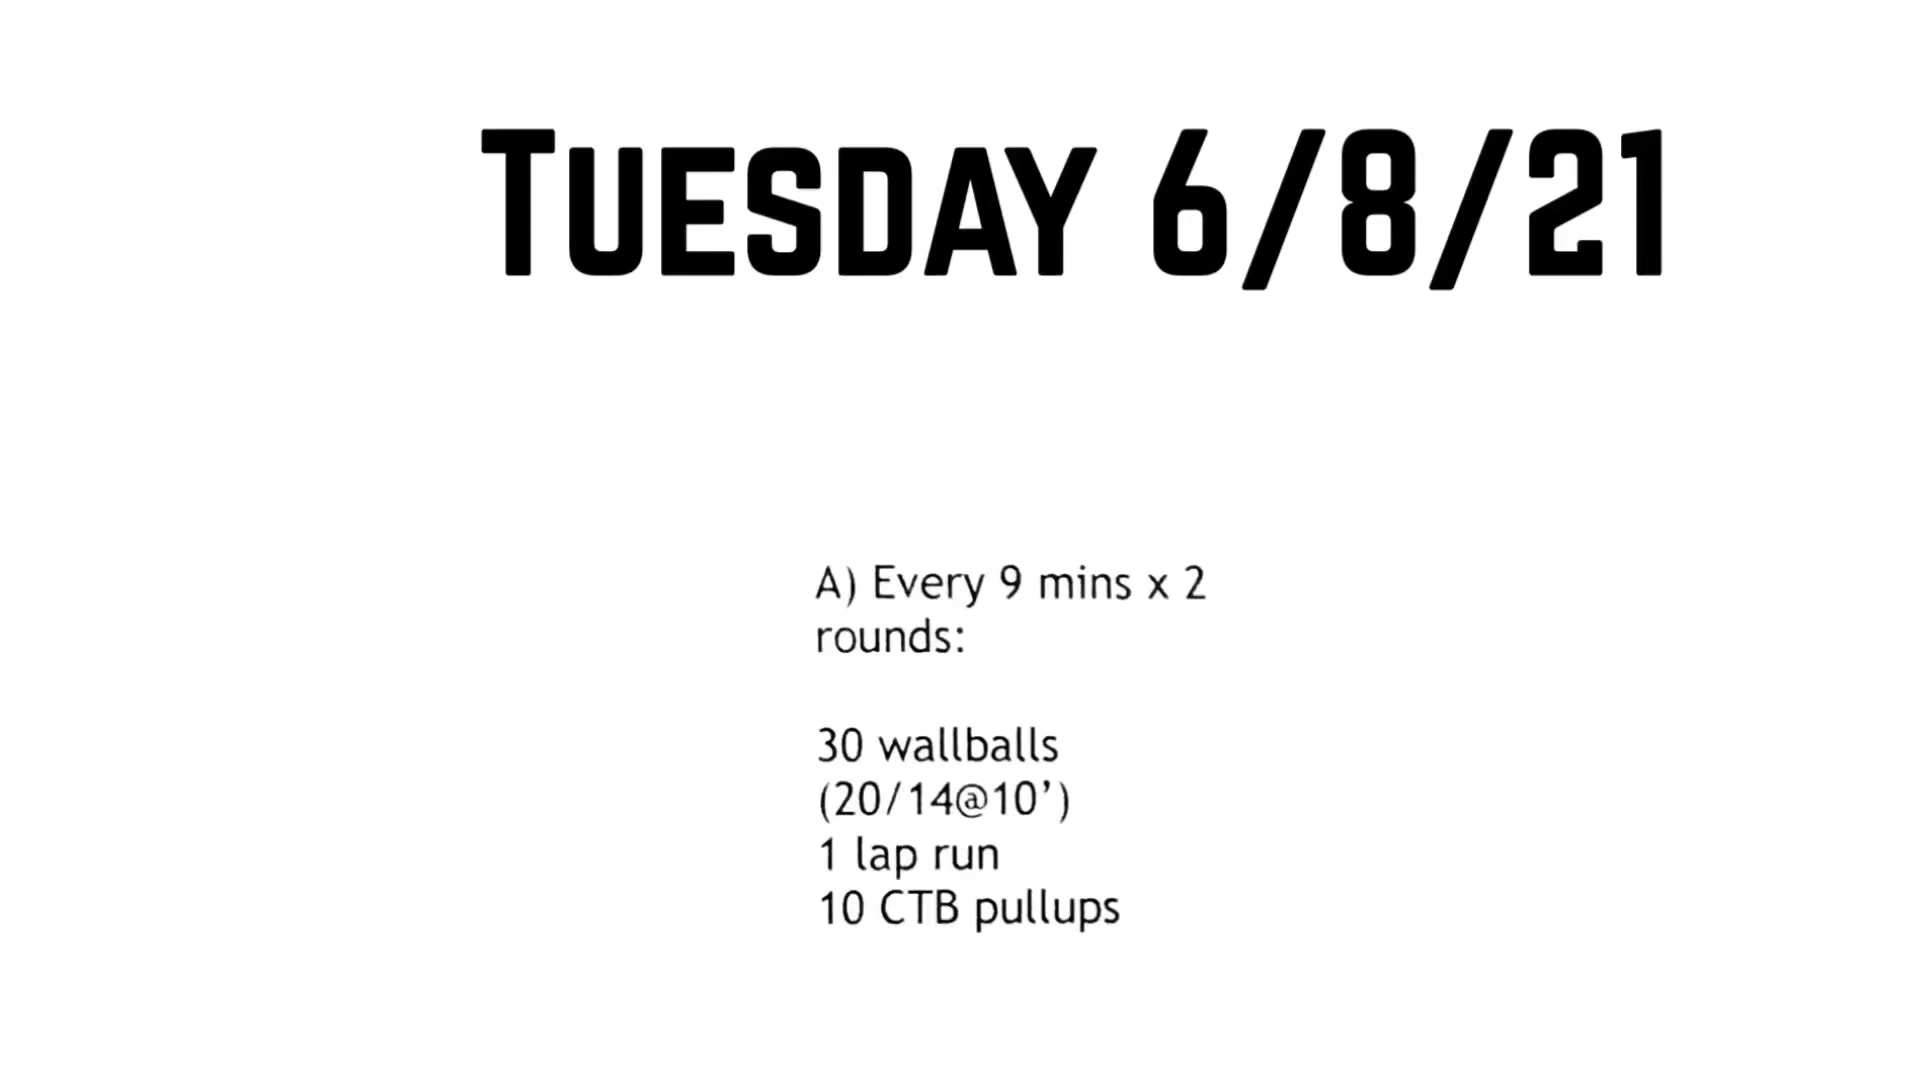 TUESDAY 6/8/21
A) Every 9 mins x 2
rounds:
30 wallballs
(20/14@10’)
1 lap run
10 CTB pullups